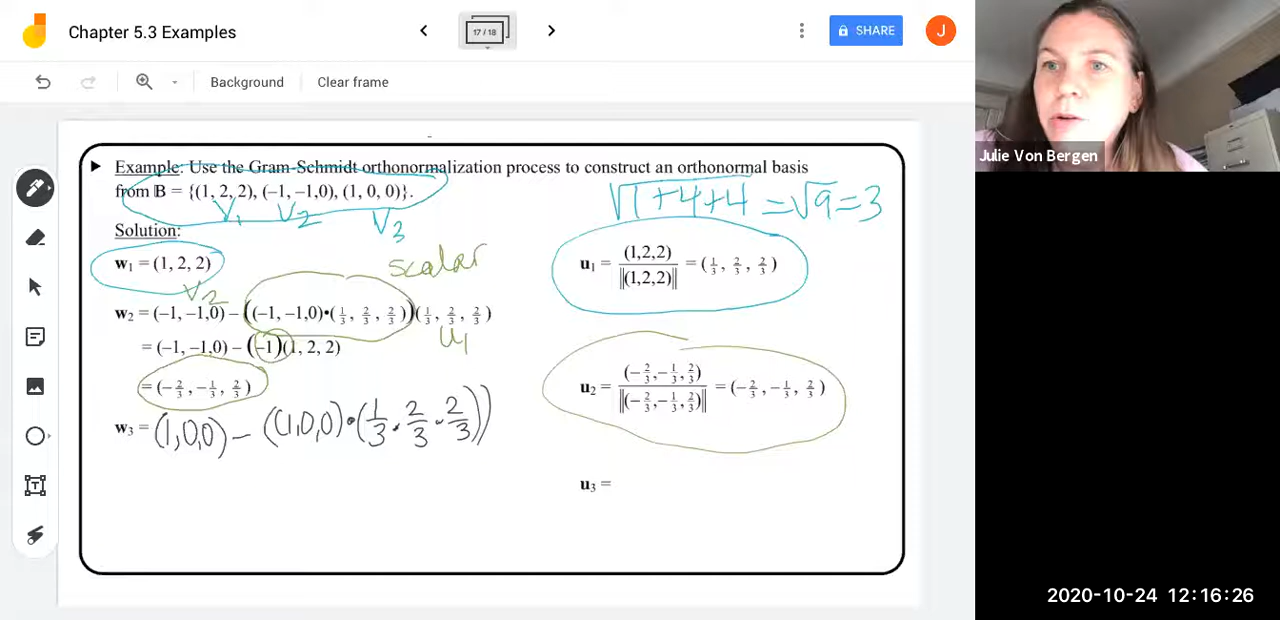 Chapter 5.3 Examples
17 / 18
SHARE
J
Background
Clear frame
Julie Von Bergen
Example: Use the Gram-Schmidt orthonormalization process to construct an orthonormal basis
from B = {(1, 2, 2), (−1, −1,0), (1, 0, 0)}.
V₁ V₂ V₃
√1+4+4 = √9 = 3
Solution:
scalar
w₁ = (1, 2, 2)
u₁ = (1,2,2) / ‖(1,2,2)‖ = (1/3, 2/3, 2/3)
V₂
w₂ = (−1, −1,0) − ((−1, −1,0)•(1/3, 2/3, 2/3))(1/3, 2/3, 2/3)
u₁
= (−1, −1,0) − (−1)(1, 2, 2)
= (−2/3, −1/3, 2/3)
u₂ = (−2/3, −1/3, 2/3) / ‖(−2/3, −1/3, 2/3)‖ = (−2/3, −1/3, 2/3)
w₃ = (1,0,0) − ((1,0,0)•(1/3, 2/3, 2/3))
u₃ =
2020-10-24 12:16:26